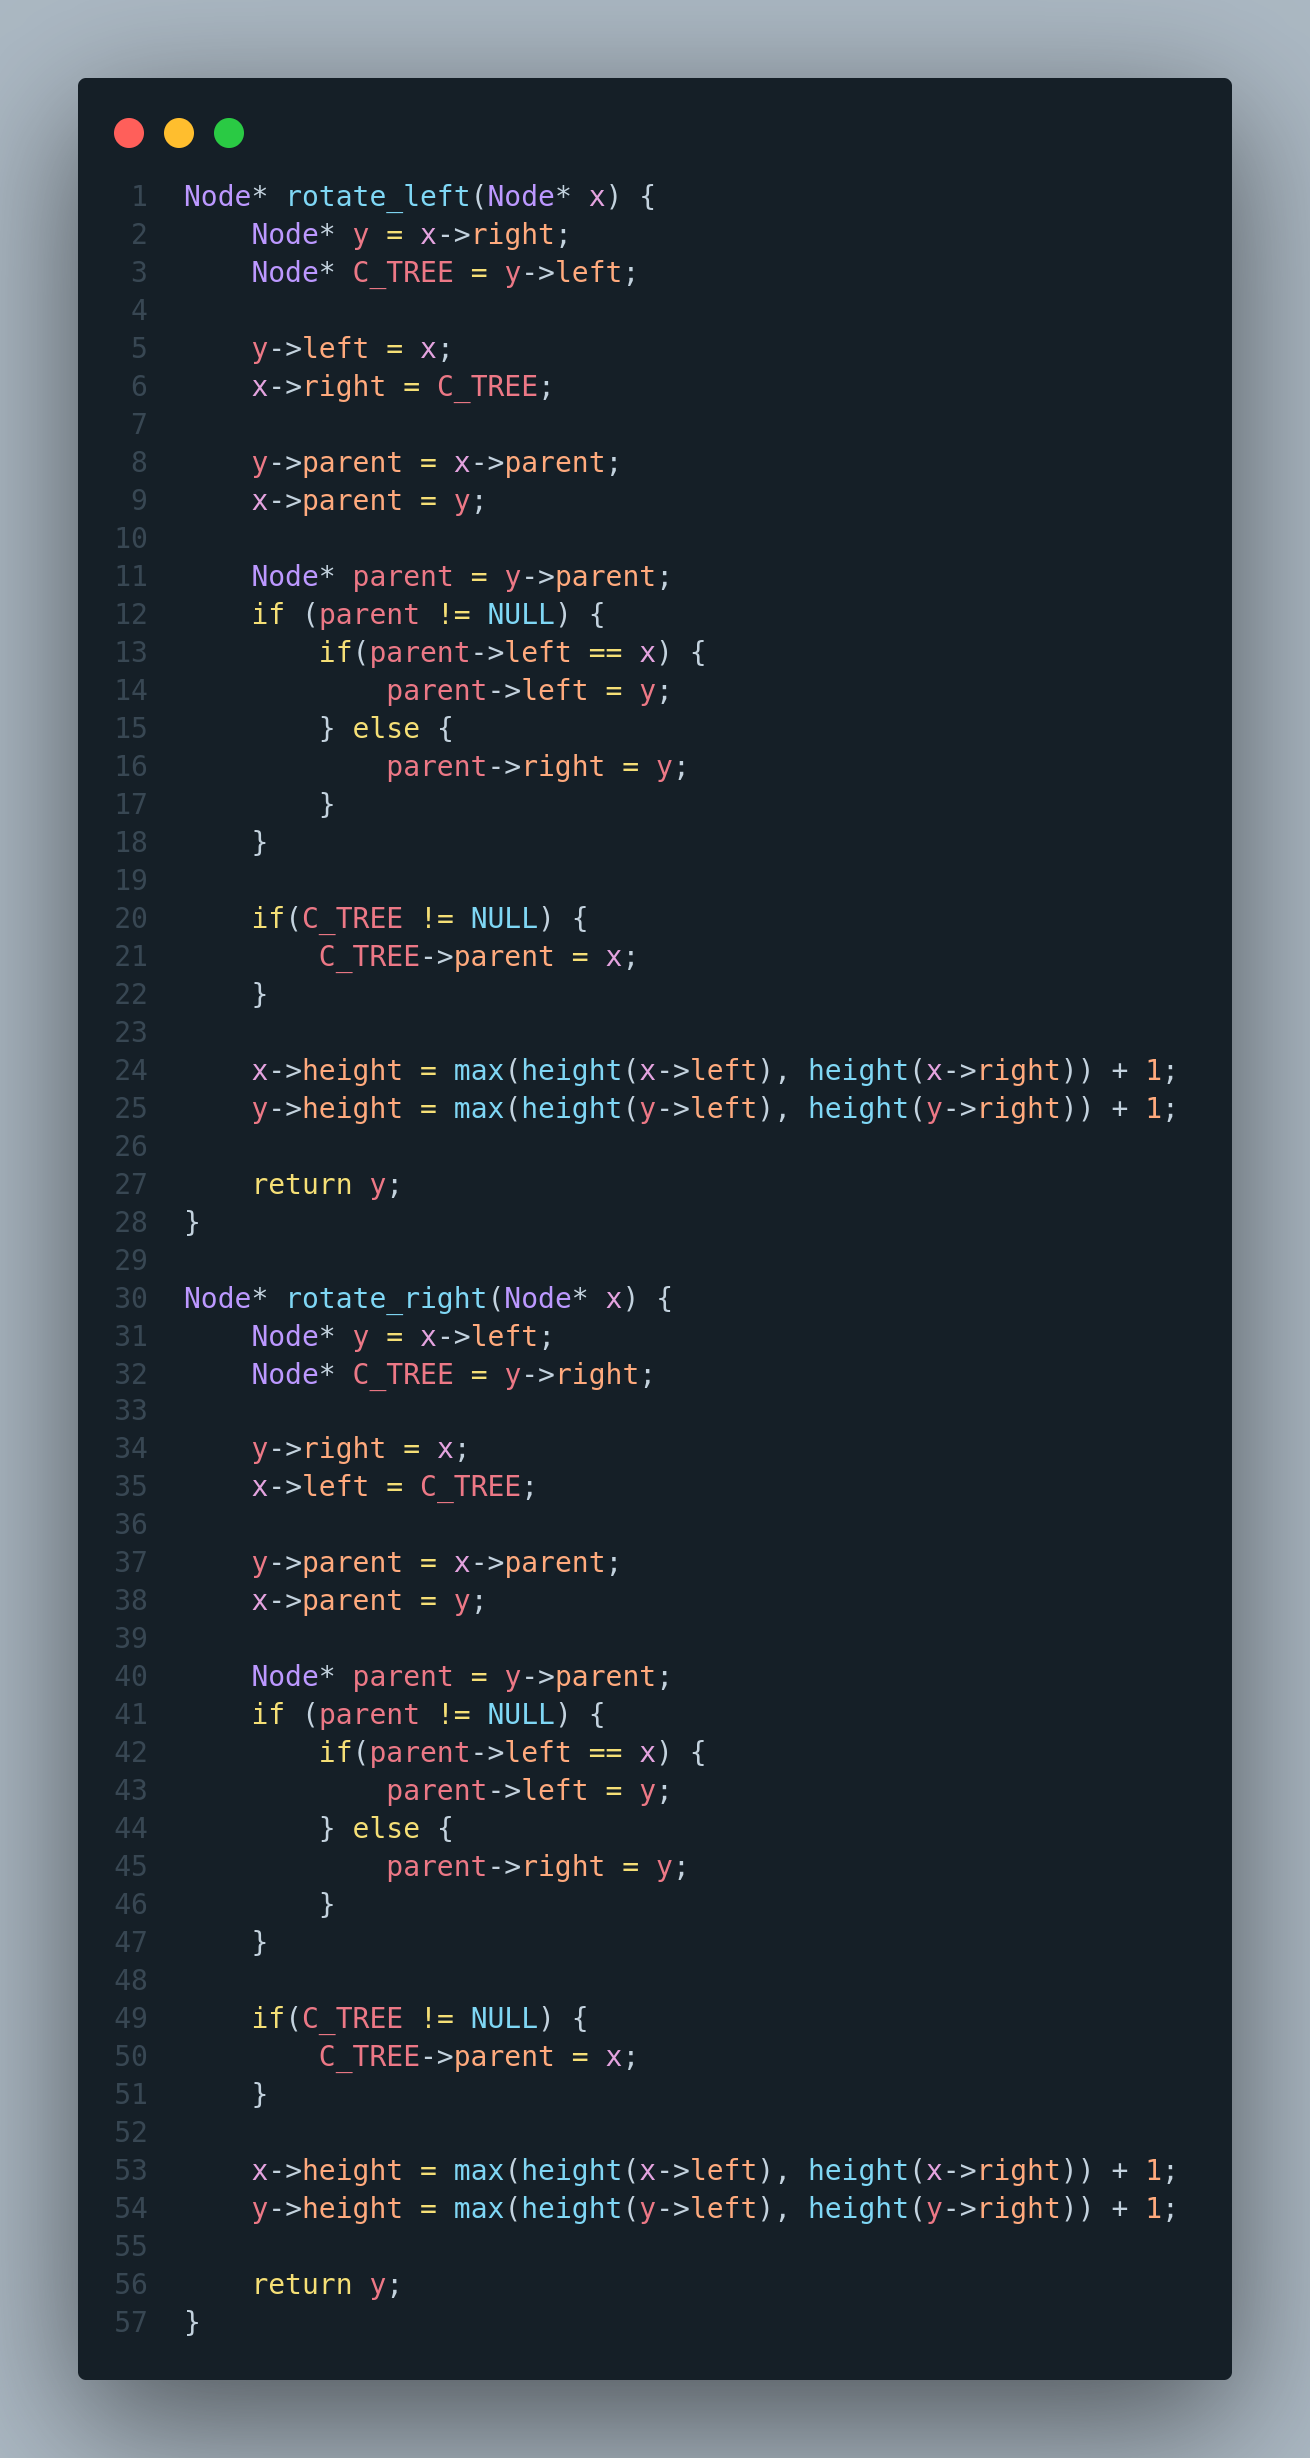 1 Node* rotate_left(Node* x) {
2     Node* y = x->right;
3     Node* C_TREE = y->left;
4
5     y->left = x;
6     x->right = C_TREE;
7
8     y->parent = x->parent;
9     x->parent = y;
10
11     Node* parent = y->parent;
12     if (parent != NULL) {
13         if(parent->left == x) {
14             parent->left = y;
15         } else {
16             parent->right = y;
17         }
18     }
19
20     if(C_TREE != NULL) {
21         C_TREE->parent = x;
22     }
23
24     x->height = max(height(x->left), height(x->right)) + 1;
25     y->height = max(height(y->left), height(y->right)) + 1;
26
27     return y;
28 }
29
30 Node* rotate_right(Node* x) {
31     Node* y = x->left;
32     Node* C_TREE = y->right;
33
34     y->right = x;
35     x->left = C_TREE;
36
37     y->parent = x->parent;
38     x->parent = y;
39
40     Node* parent = y->parent;
41     if (parent != NULL) {
42         if(parent->left == x) {
43             parent->left = y;
44         } else {
45             parent->right = y;
46         }
47     }
48
49     if(C_TREE != NULL) {
50         C_TREE->parent = x;
51     }
52
53     x->height = max(height(x->left), height(x->right)) + 1;
54     y->height = max(height(y->left), height(y->right)) + 1;
55
56     return y;
57 }